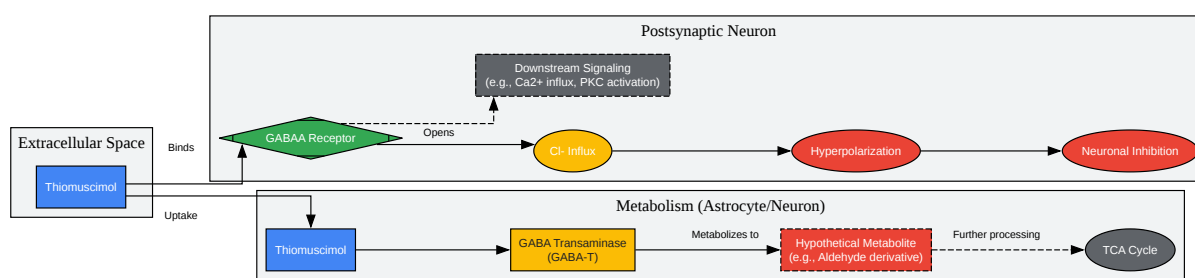 Postsynaptic Neuron
Downstream Signaling
(e.g., Ca2+ influx, PKC activation)
GABAA Receptor
Opens
Cl- Influx
Hyperpolarization
Neuronal Inhibition
Extracellular Space
Thiomuscimol
Binds
Uptake
Metabolism (Astrocyte/Neuron)
Thiomuscimol
GABA Transaminase
(GABA-T)
Metabolizes to
Hypothetical Metabolite
(e.g., Aldehyde derivative)
Further processing
TCA Cycle